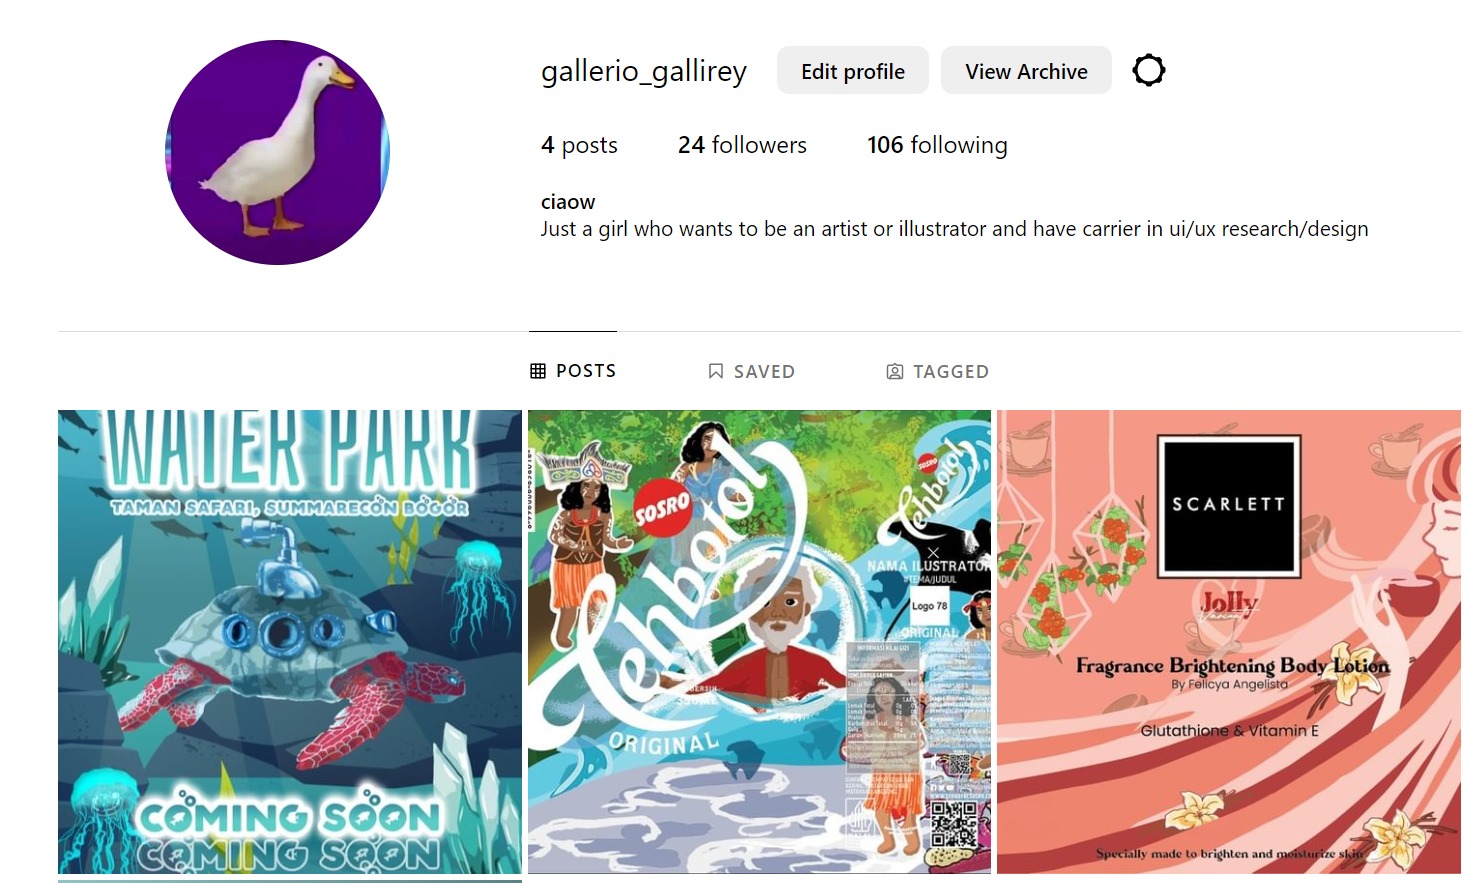 gallerio_gallirey
Edit profile
View Archive
4 posts
24 followers
106 following
ciaow
Just a girl who wants to be an artist or illustrator and have carrier in ui/ux research/design
POSTS
SAVED
TAGGED
WATER PARK
TAMAN SAFARI, SUMMARECON BOGOR
COMING SOON
COMING SOON
SOSRO
Tehbotol
ORIGINAL
SOSRO
Tehbotol
X
NAMA ILUSTRATOR
#TEMA/JUDUL
Logo 78
ORIGINAL
INFORMASI NILAI GIZI
SCARLETT
Jolly
Fragrance Brightening Body Lotion
By Felicya Angelista
Glutathione & Vitamin E
Specially made to brighten and moisturize skin